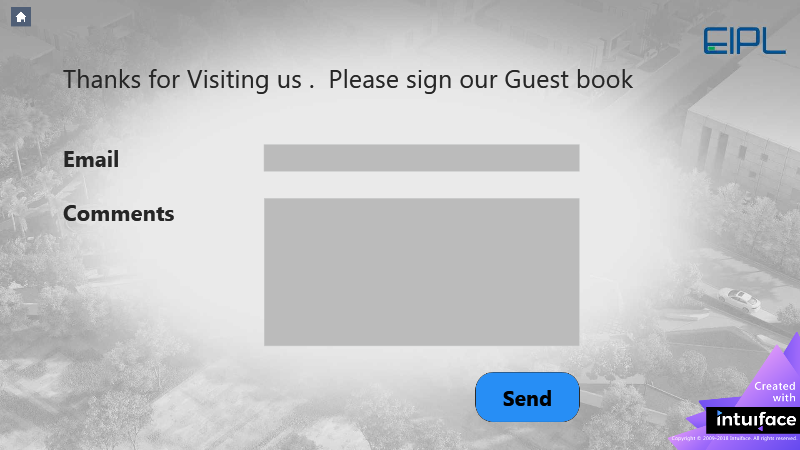 EIPL
Thanks for Visiting us .  Please sign our Guest book
Email
Comments
Send
Created
with
intuiface
Copyright © 2009-2018 Intuiface. All rights reserved.